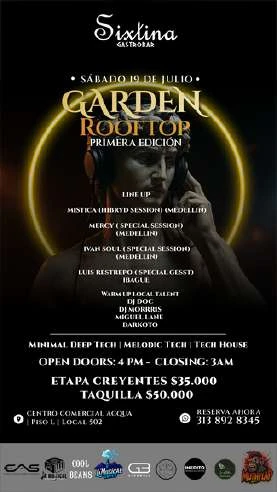 Sixtina
GASTROBAR
• SÁBADO 19 DE JULIO •
GARDEN
ROOFTOP
PRIMERA EDICIÓN
LINE UP
MISTICA (HIBRYD SESSION) (MEDELLIN)
MERCY ( SPECIAL SESSION)
(MEDELLIN)
IVAN SOUL ( SPECIAL SESSION)
(MEDELLIN)
LUIS RESTREPO ( SPECIAL GESST)
IBAGUE
WARM UP LOCAL TALENT
DJ DOC
DJ MORRRIS
MIGUEL LANE
DARKOTO
MINIMAL DEEP TECH | MELODIC TECH | TECH HOUSE
OPEN DOORS: 4 PM - CLOSING: 3AM
ETAPA CREYENTES $35.000
TAQUILLA $50.000
CENTRO COMERCIAL ACQUA
| PISO L | LOCAL 502
RESERVA AHORA
313 892 8345
COOL
BEANS